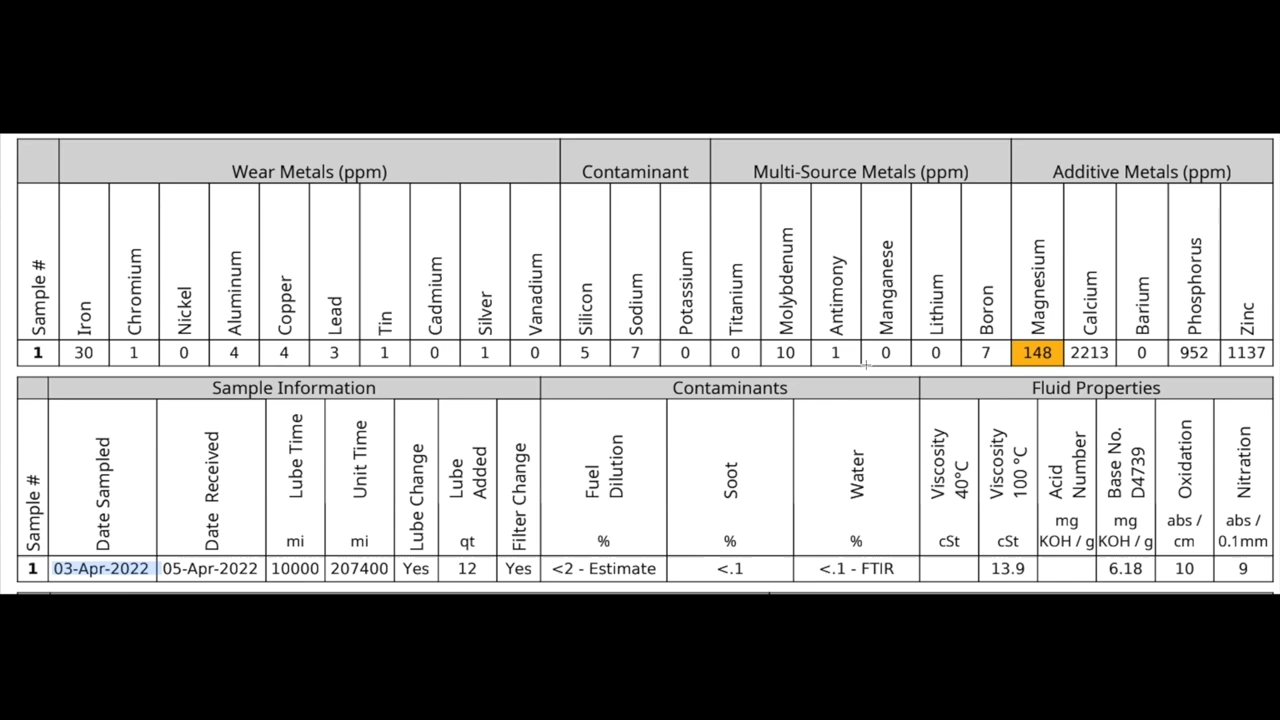 Wear Metals (ppm) Contaminant Multi-Source Metals (ppm) Additive Metals (ppm)
Sample # Iron Chromium Nickel Aluminum Copper Lead Tin Cadmium Silver Vanadium Silicon Sodium Potassium Titanium Molybdenum Antimony Manganese Lithium Boron Magnesium Calcium Barium Phosphorus Zinc
1 30 1 0 4 4 3 1 0 1 0 5 7 0 0 10 1 0 0 7 148 2213 0 952 1137
Sample Information Contaminants Fluid Properties
Sample # Date Sampled Date Received Lube Time mi Unit Time mi Lube Change Lube Added qt Filter Change Fuel Dilution % Soot % Water % Viscosity 40°C cSt Viscosity 100 °C cSt Acid Number mg KOH / g Base No. D4739 mg KOH / g Oxidation abs / cm Nitration abs / 0.1mm
1 03-Apr-2022 05-Apr-2022 10000 207400 Yes 12 Yes <2 - Estimate <.1 <.1 - FTIR 13.9 6.18 10 9